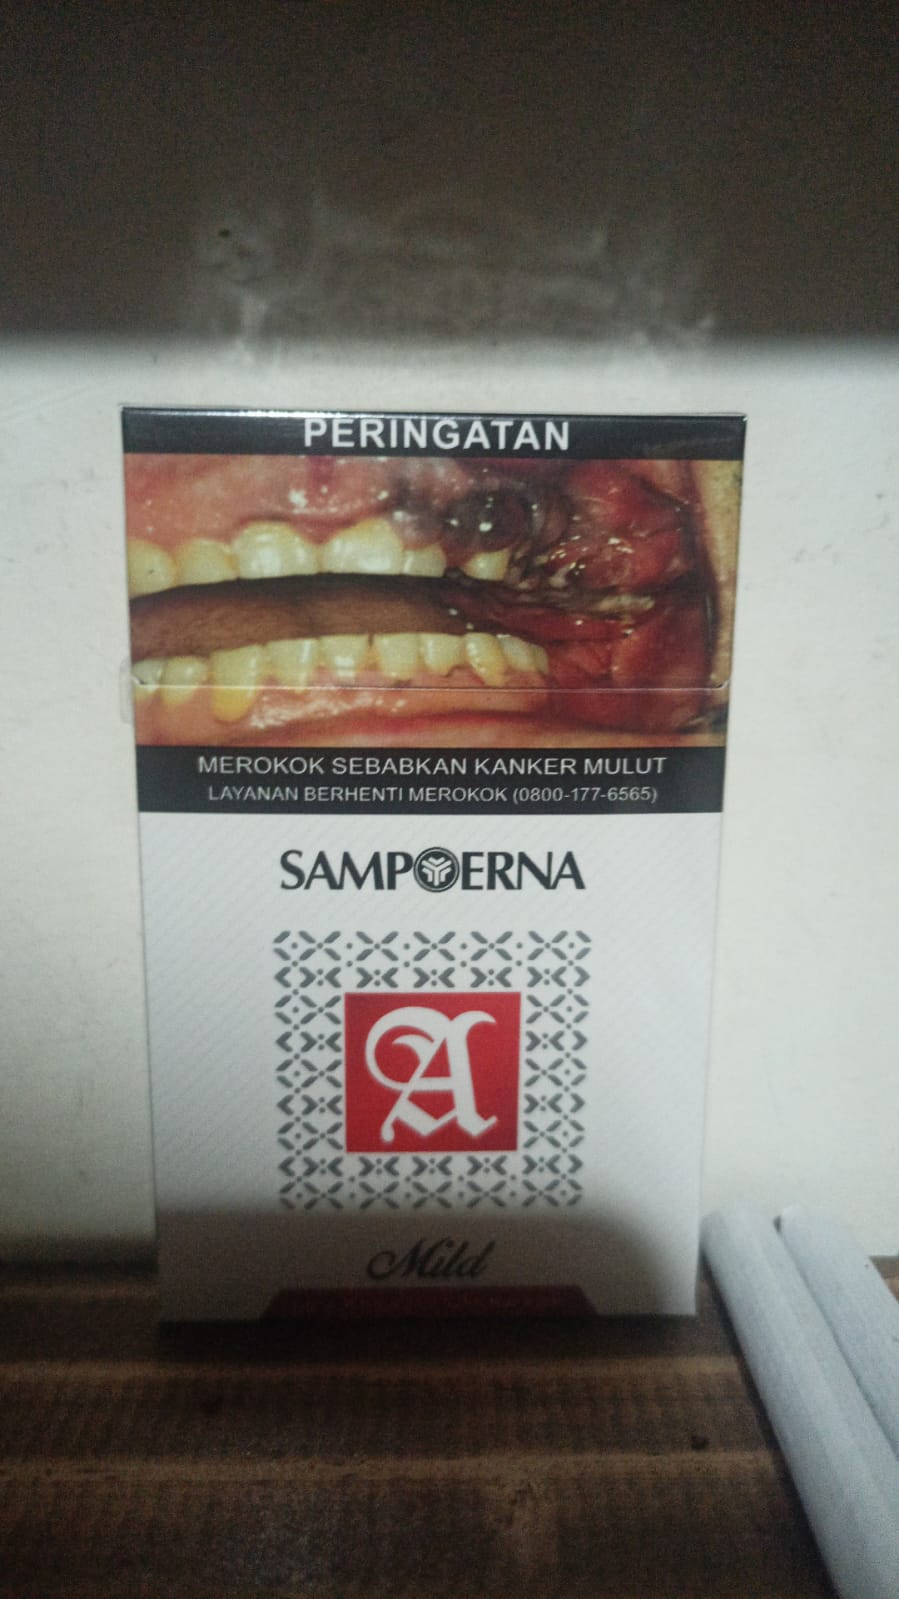 PERINGATAN
MEROKOK SEBABKAN KANKER MULUT
LAYANAN BERHENTI MEROKOK (0800-177-6565)
SAMPOERNA
A
Mild